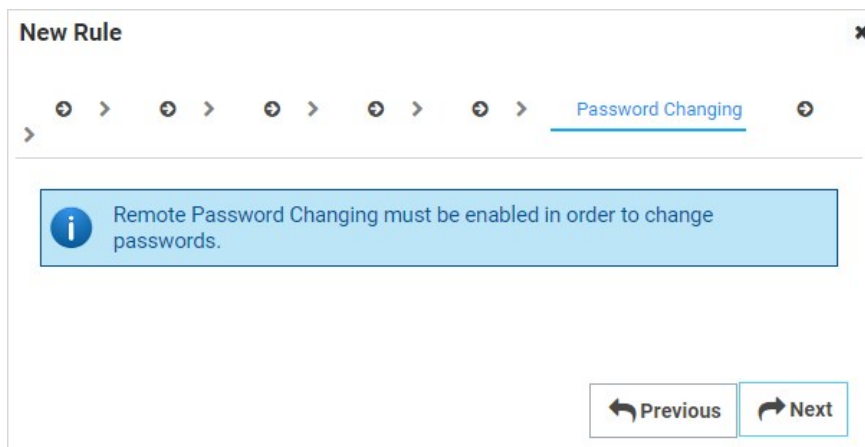 New Rule
Password Changing
Remote Password Changing must be enabled in order to change
passwords.
Previous
Next